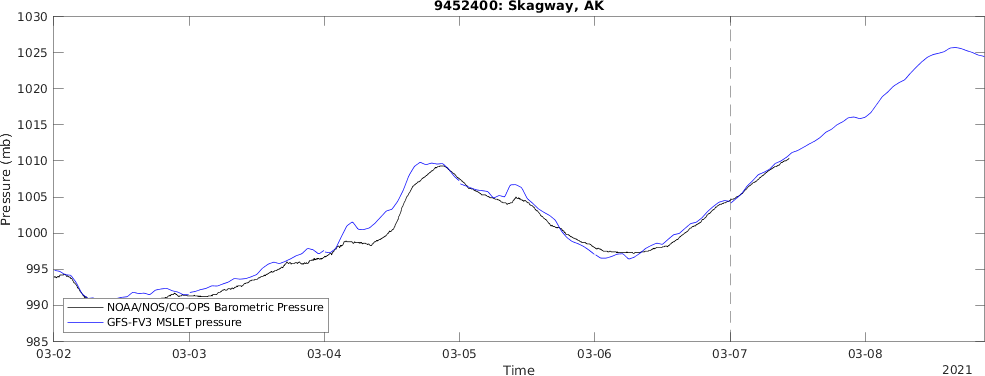 9452400: Skagway, AK
1030
1025
1020
1015
1010
1005
1000
995
990
985
Pressure (mb)
NOAA/NOS/CO-OPS Barometric Pressure
GFS-FV3 MSLET pressure
03-02 03-03 03-04 03-05 03-06 03-07 03-08
Time
2021